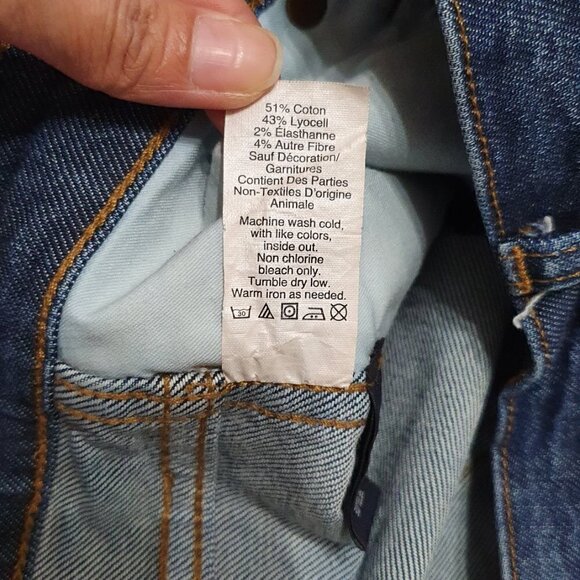 51% Coton
43% Lyocell
2% Élasthanne
4% Autre Fibre
Sauf Décoration/
Garnitures
Contient Des Parties
Non-Textiles D'origine
Animale
Machine wash cold,
with like colors,
inside out.
Non chlorine
bleach only.
Tumble dry low.
Warm iron as needed.
30